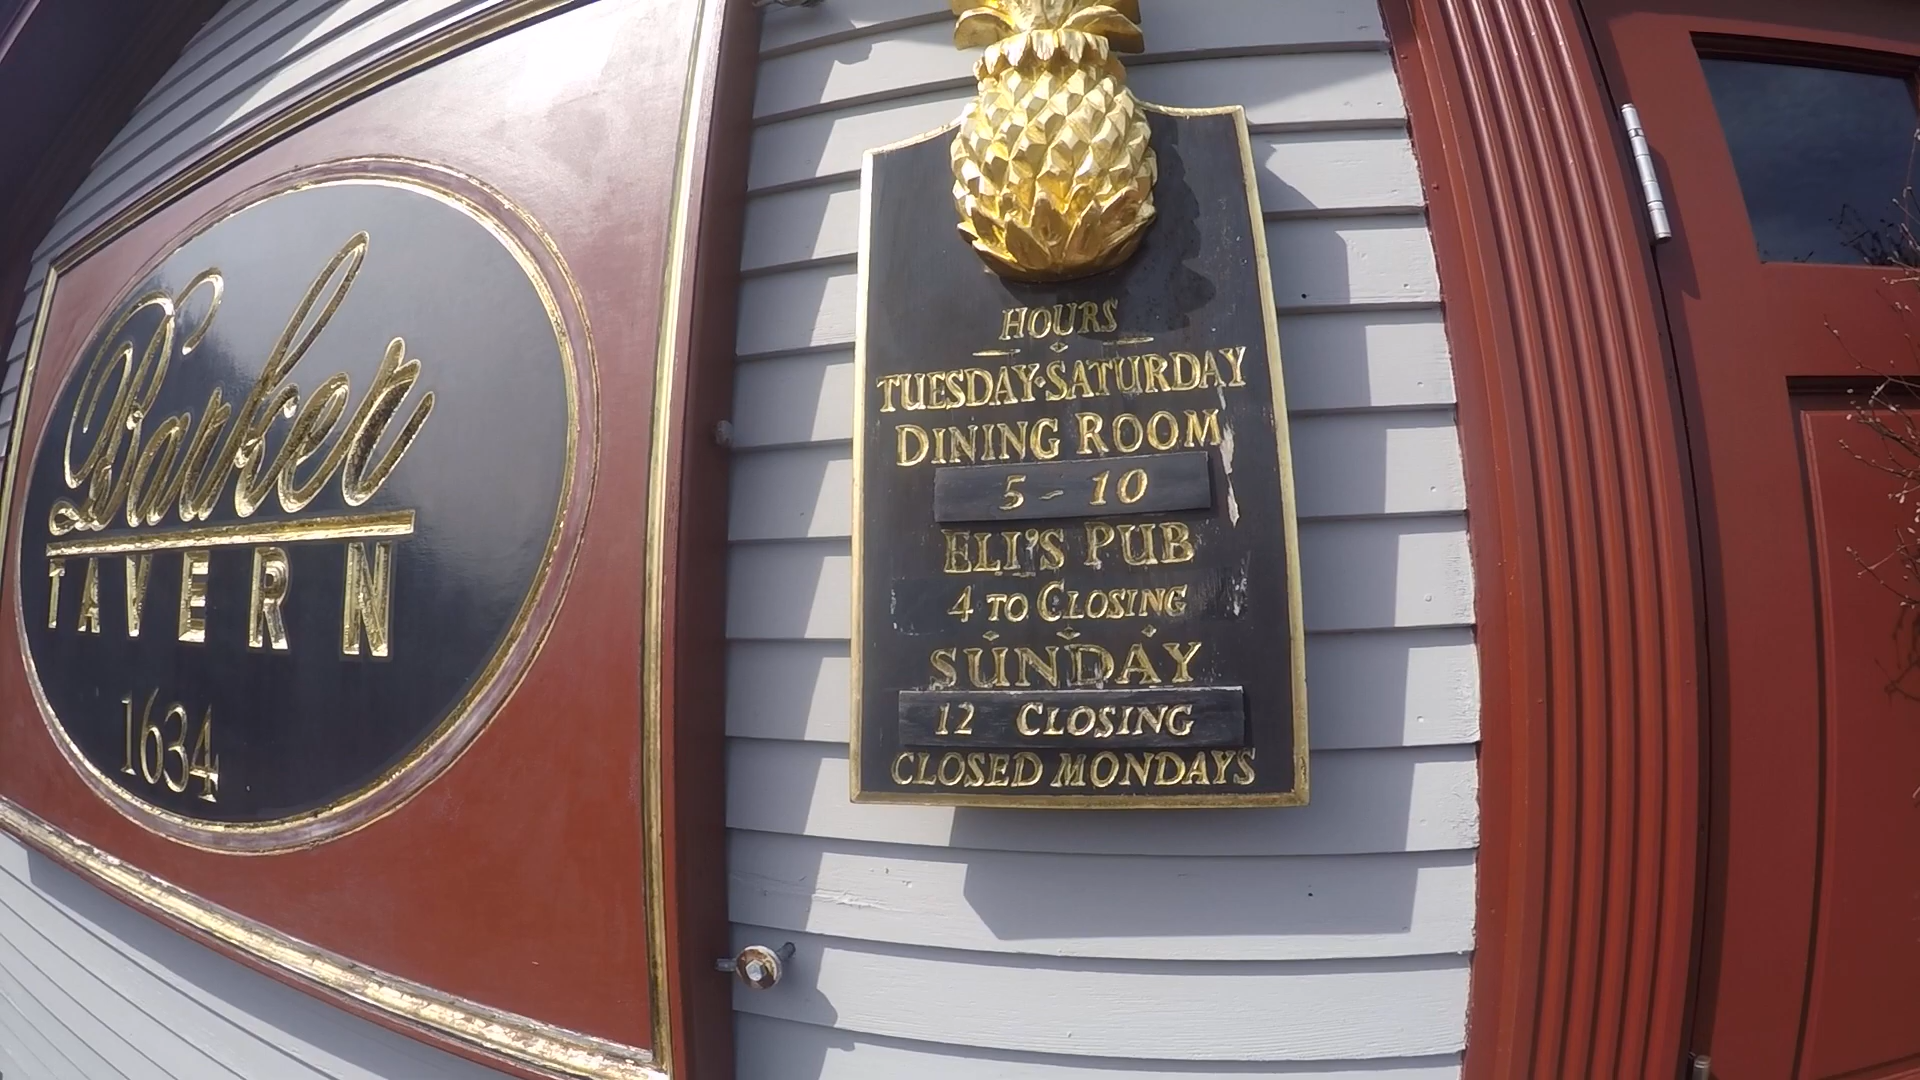 Barker
TAVERN
1634
HOURS
TUESDAY·SATURDAY
DINING ROOM
5 - 10
ELI'S PUB
4 TO CLOSING
SUNDAY
12 CLOSING
CLOSED MONDAYS